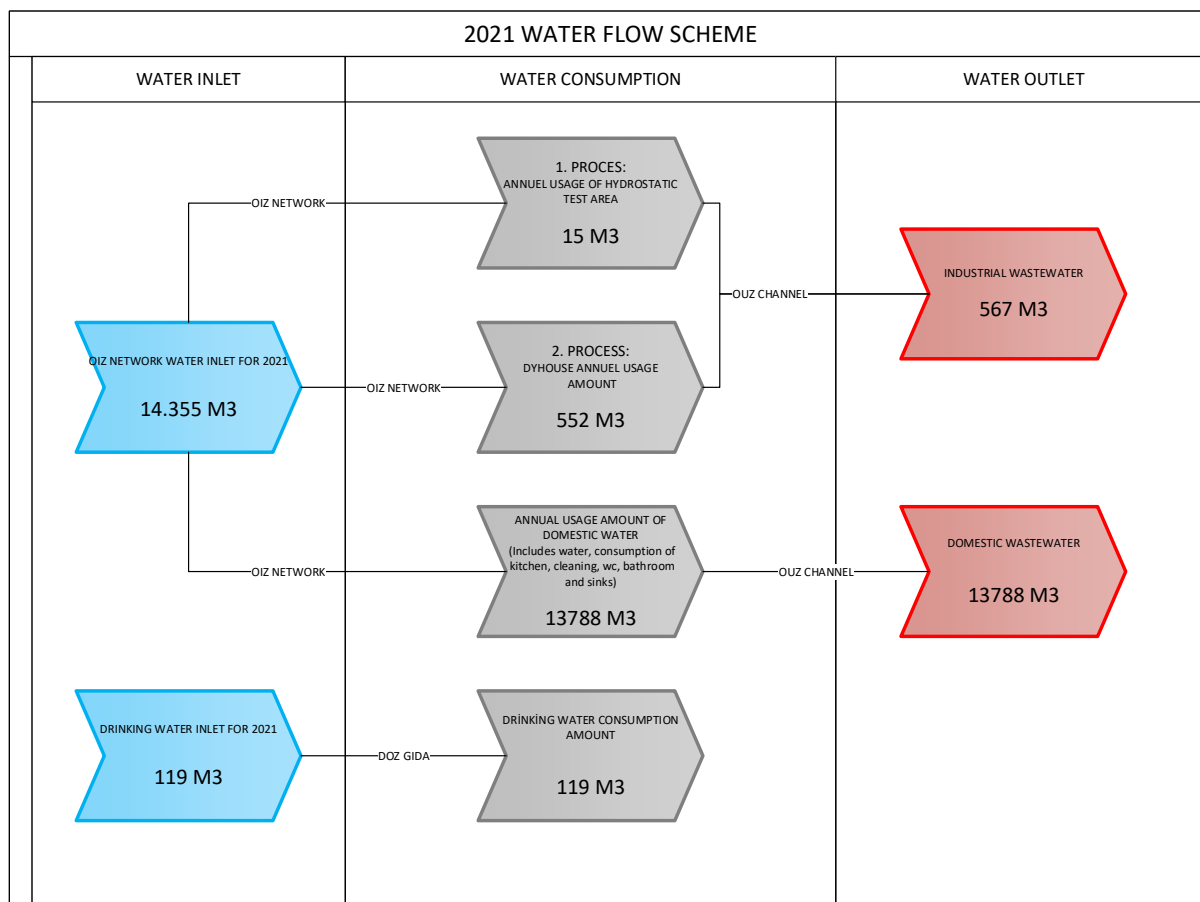 2021 WATER FLOW SCHEME
WATER INLET
WATER CONSUMPTION
WATER OUTLET
1. PROCES:
ANNUEL USAGE OF HYDROSTATIC
TEST AREA
15 M3
OIZ NETWORK
INDUSTRIAL WASTEWATER
567 M3
OUZ CHANNEL
OIZ NETWORK WATER INLET FOR 2021
14.355 M3
OIZ NETWORK
2. PROCESS:
DYHOUSE ANNUEL USAGE
AMOUNT
552 M3
ANNUAL USAGE AMOUNT OF
DOMESTIC WATER
(Includes water, consumption of
kitchen, cleaning, wc, bathroom
and sinks)
13788 M3
OIZ NETWORK
OUZ CHANNEL
DOMESTIC WASTEWATER
13788 M3
DRINKING WATER INLET FOR 2021
119 M3
DOZ GIDA
DRİNKİNG WATER CONSUMPTION
AMOUNT
119 M3